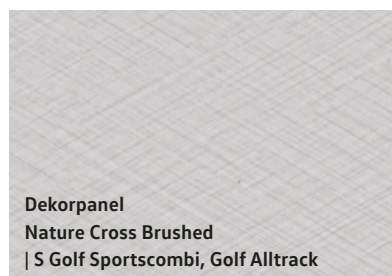 Dekorpanel
Nature Cross Brushed
| S Golf Sportscombi, Golf Alltrack